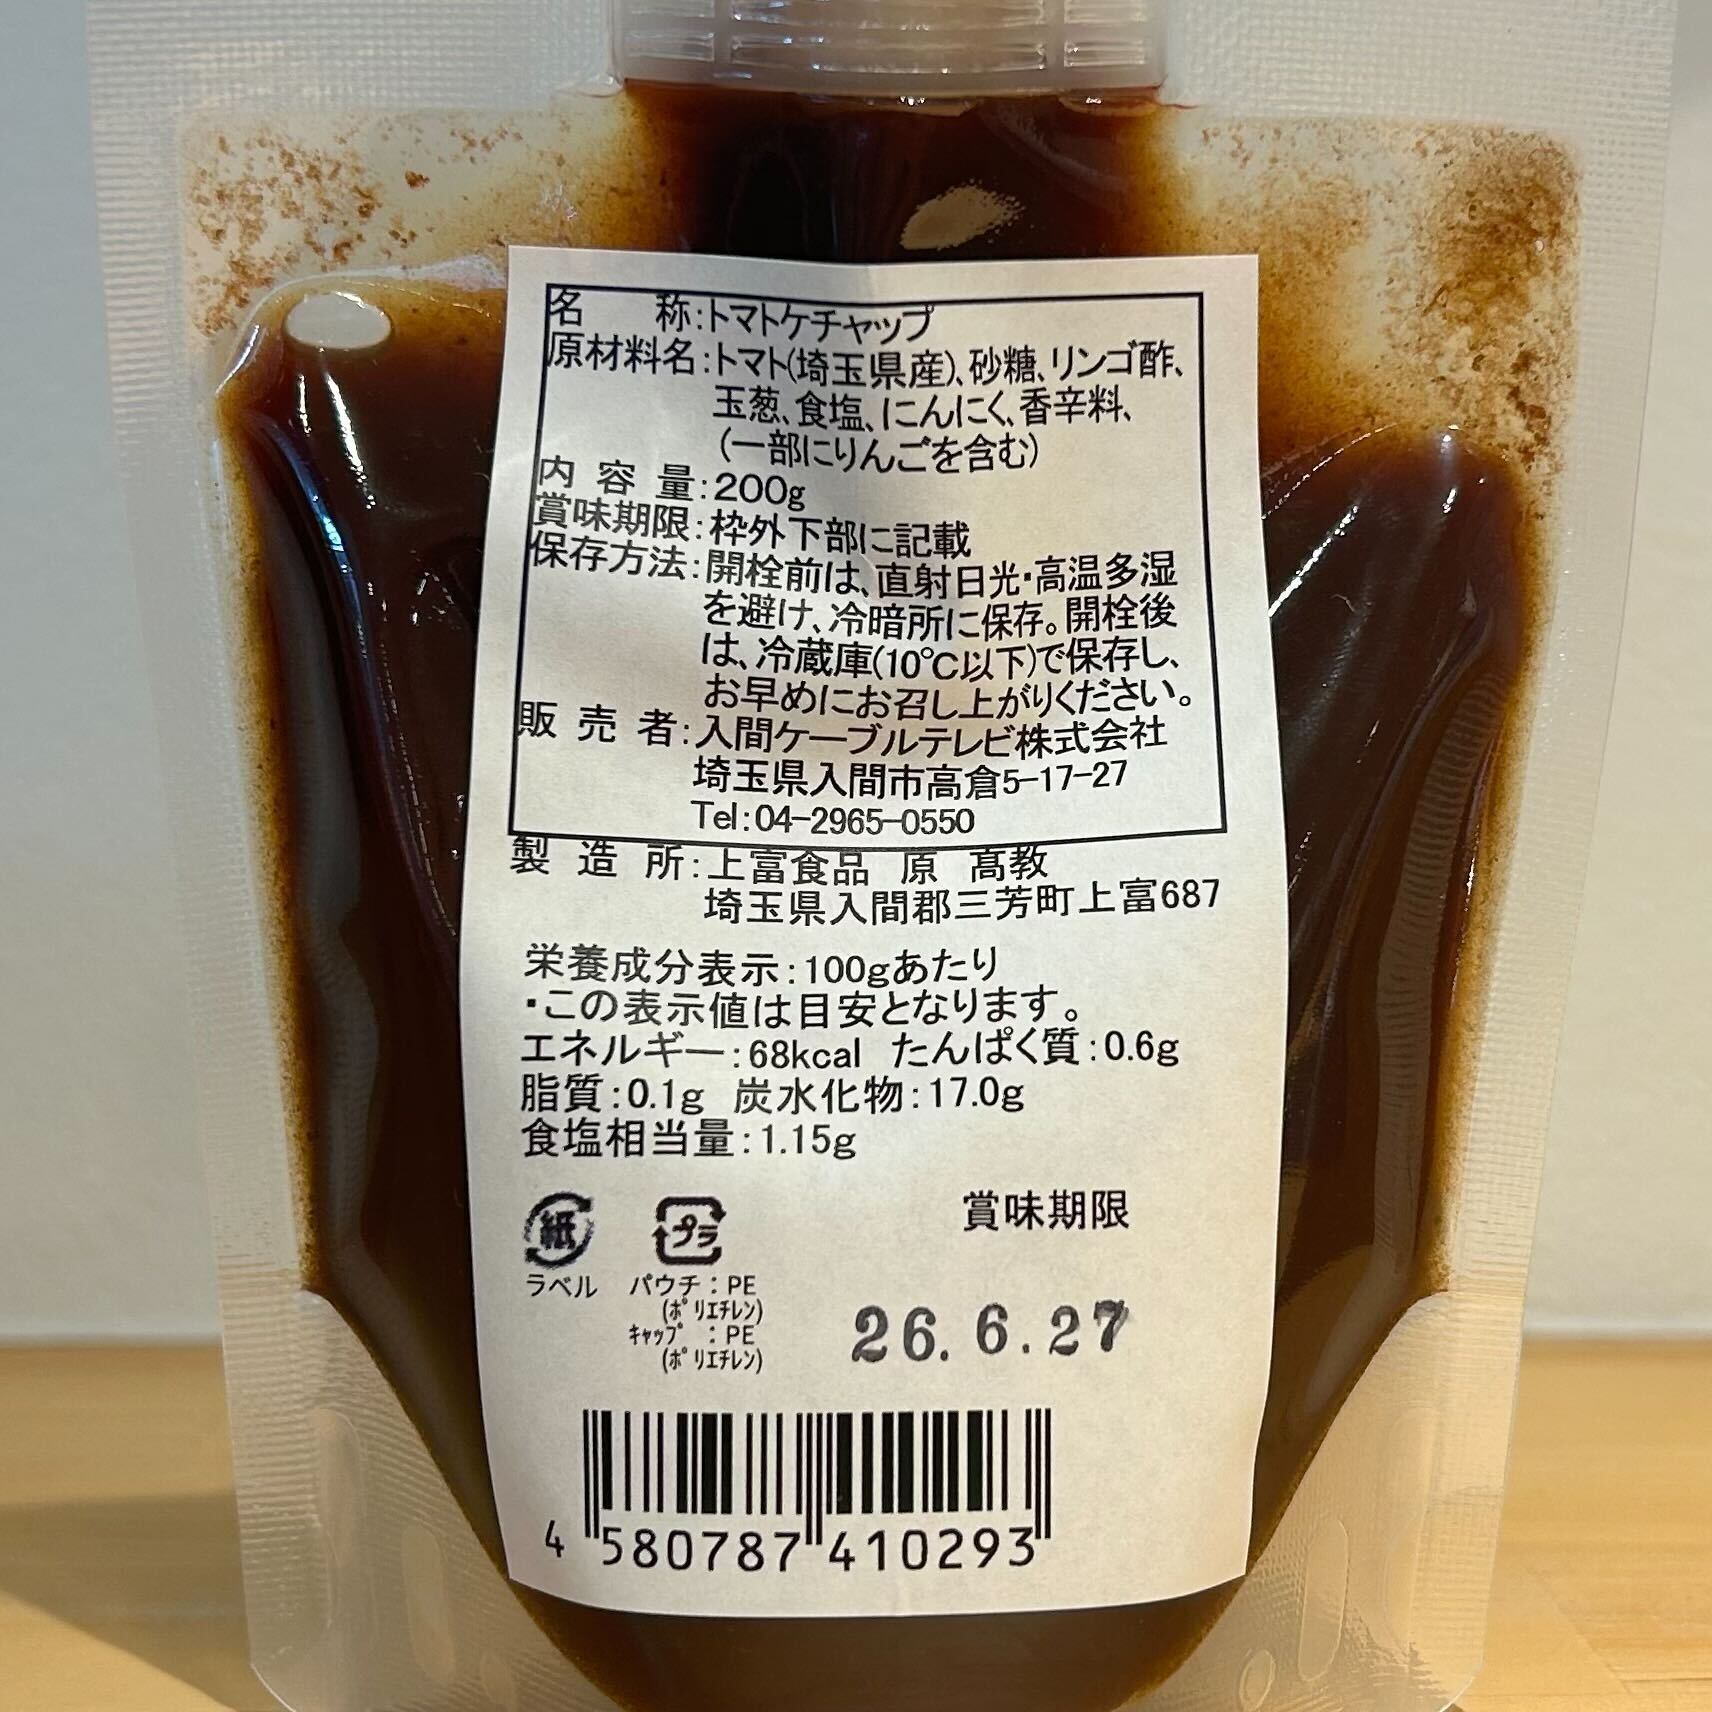 名　　称:トマトケチャップ
原材料名:トマト(埼玉県産)、砂糖、リンゴ酢、
玉葱、食塩、にんにく、香辛料、
(一部にりんごを含む)
内 容 量:200g
賞味期限:枠外下部に記載
保存方法:開栓前は、直射日光・高温多湿
を避け、冷暗所に保存。開栓後
は、冷蔵庫(10℃以下)で保存し、
お早めにお召し上がりください。
販 売 者:入間ケーブルテレビ株式会社
埼玉県入間市高倉5-17-27
Tel:04-2965-0550
製 造 所:上富食品 原 髙教
埼玉県入間郡三芳町上富687
栄養成分表示:100gあたり
・この表示値は目安となります。
エネルギー:68kcal たんぱく質:0.6g
脂質:0.1g 炭水化物:17.0g
食塩相当量:1.15g
紙 プラ 賞味期限
ラベル パウチ:PE
(ﾎﾟﾘｴﾁﾚﾝ)
ｷｬｯﾌﾟ :PE
(ﾎﾟﾘｴﾁﾚﾝ)
26.6.27
4 580787 410293